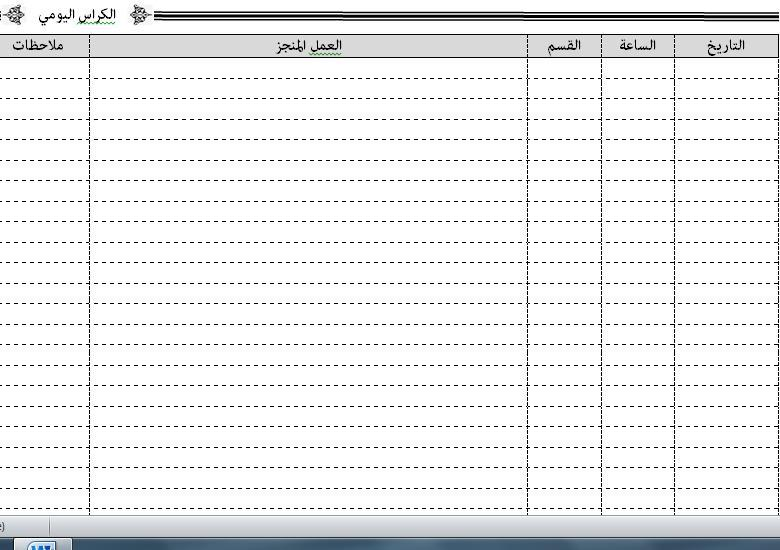 الكراس اليومي
التاريخ الساعة القسم العمل المنجز ملاحظات